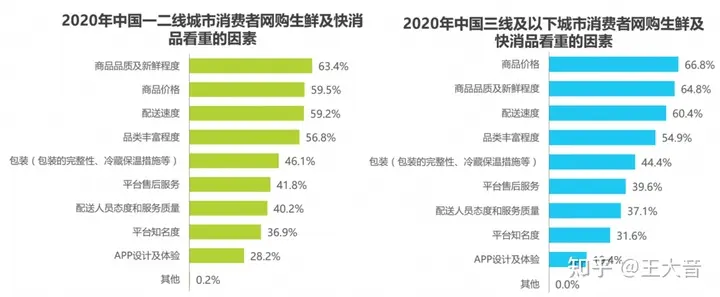 2020年中国一二线城市消费者网购生鲜及快消
品看重的因素
商品品质及新鲜程度 63.4%
商品价格 59.5%
配送速度 59.2%
品类丰富程度 56.8%
包装（包装的完整性、冷藏保温措施等） 46.1%
平台售后服务 41.8%
配送人员态度和服务质量 40.2%
平台知名度 36.9%
APP设计及体验 28.2%
其他 0.2%
2020年中国三线及以下城市消费者网购生鲜及
快消品看重的因素
商品价格 66.8%
商品品质及新鲜程度 64.8%
配送速度 60.4%
品类丰富程度 54.9%
包装（包装的完整性、冷藏保温措施等） 44.4%
平台售后服务 39.6%
配送人员态度和服务质量 37.1%
平台知名度 31.6%
APP设计及体验
其他 0.0%
知乎 @王大音